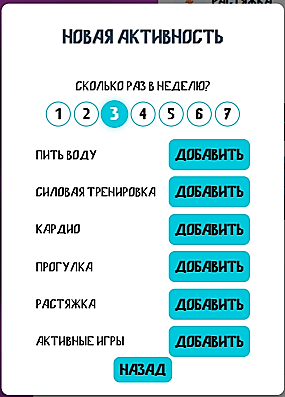 РАСТЯЖКА
НОВАЯ АКТИВНОСТЬ
СКОЛЬКО РАЗ В НЕДЕЛЮ?
1 2 3 4 5 6 7
ПИТЬ ВОДУ ДОБАВИТЬ
СИЛОВАЯ ТРЕНИРОВКА ДОБАВИТЬ
КАРДИО ДОБАВИТЬ
ПРОГУЛКА ДОБАВИТЬ
РАСТЯЖКА ДОБАВИТЬ
АКТИВНЫЕ ИГРЫ ДОБАВИТЬ
НАЗАД